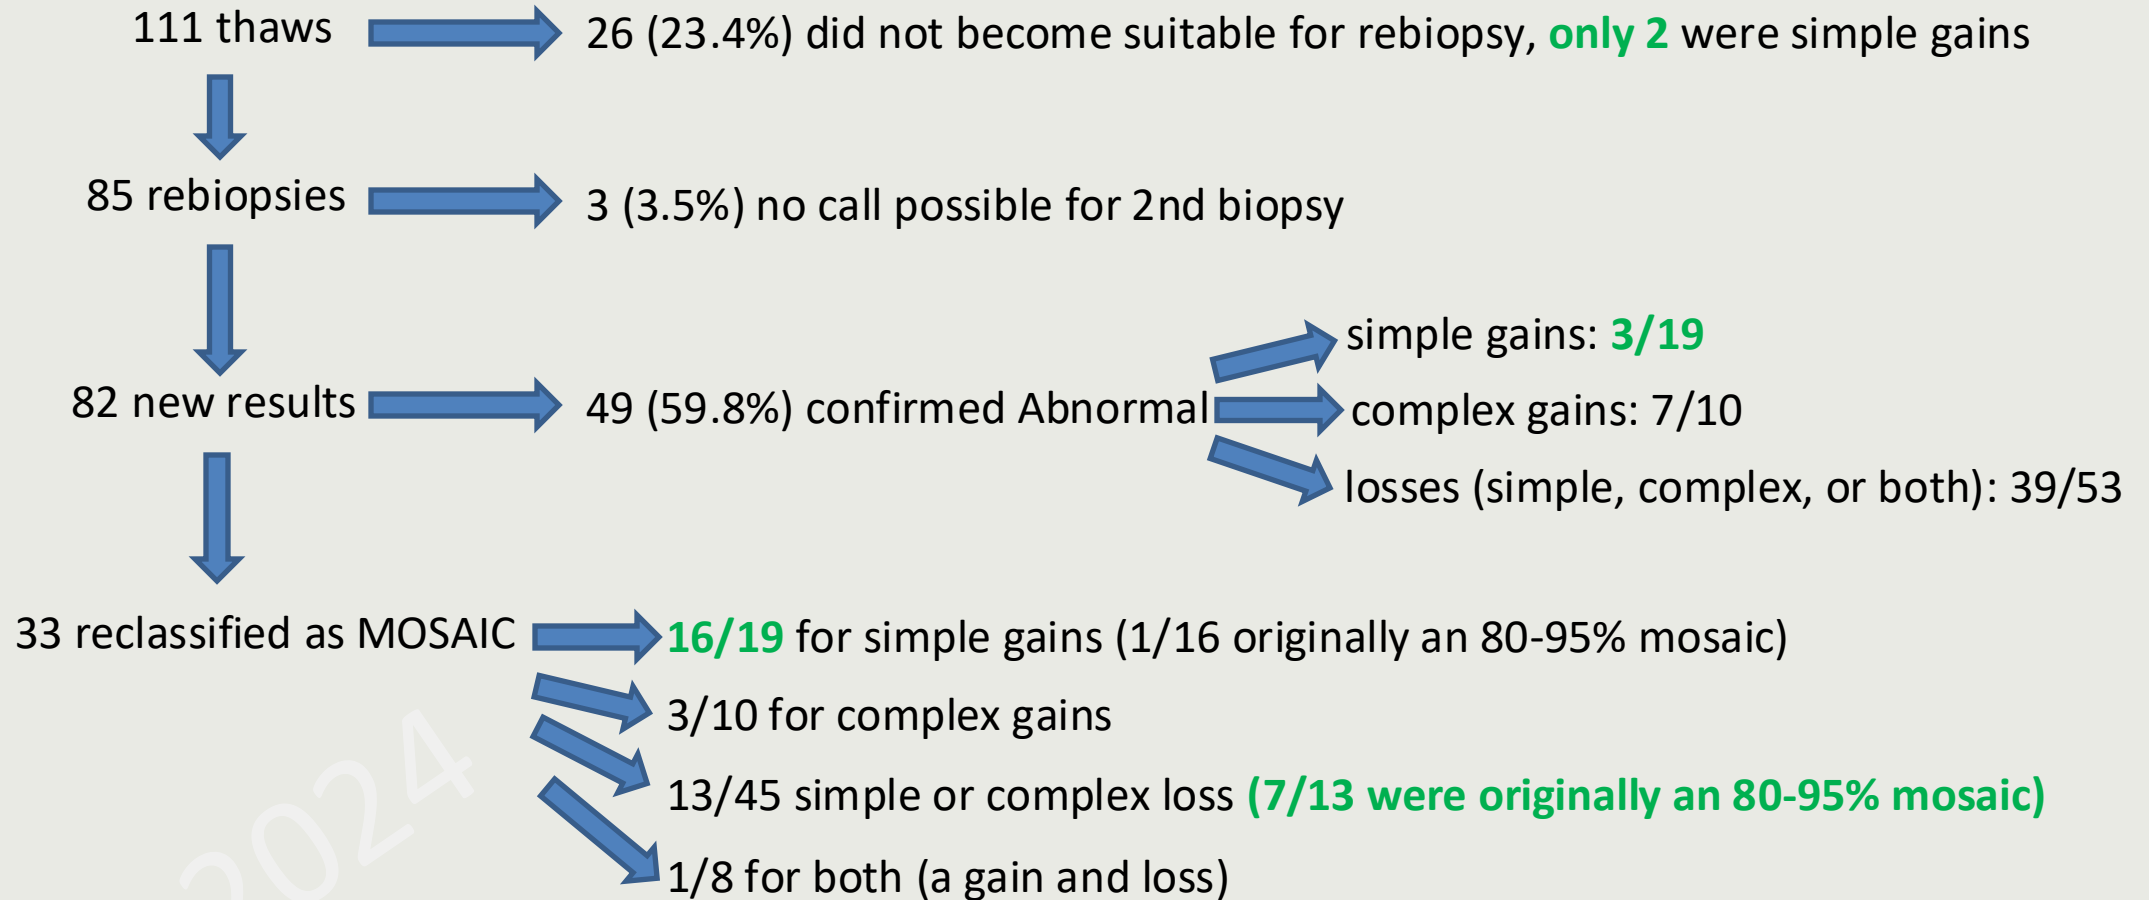 111 thaws
26 (23.4%) did not become suitable for rebiopsy, only 2 were simple gains
85 rebiopsies
3 (3.5%) no call possible for 2nd biopsy
82 new results
49 (59.8%) confirmed Abnormal
simple gains: 3/19
complex gains: 7/10
losses (simple, complex, or both): 39/53
33 reclassified as MOSAIC
16/19 for simple gains (1/16 originally an 80-95% mosaic)
3/10 for complex gains
13/45 simple or complex loss (7/13 were originally an 80-95% mosaic)
1/8 for both (a gain and loss)
2024